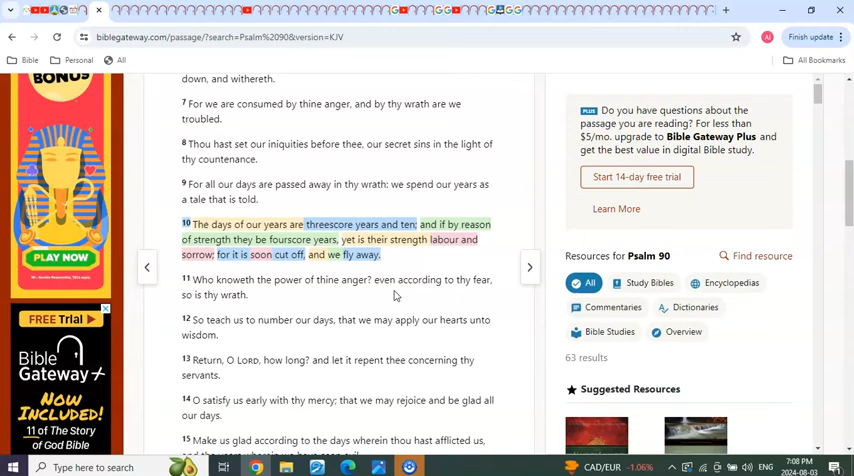 Finish update
biblegateway.com/passage/?search=Psalm%2090&version=KJV
AI
Bible
Personal
All
All Bookmarks
BONUS
PLAY NOW
FREE Trial
Bible
Gateway+
NOW
INCLUDED!
11 of The Story
of God Bible
down, and withereth.
7 For we are consumed by thine anger, and by thy wrath are we
troubled.
8 Thou hast set our iniquities before thee, our secret sins in the light of
thy countenance.
9 For all our days are passed away in thy wrath: we spend our years as
a tale that is told.
10 The days of our years are threescore years and ten; and if by reason
of strength they be fourscore years, yet is their strength labour and
sorrow; for it is soon cut off, and we fly away.
11 Who knoweth the power of thine anger? even according to thy fear,
so is thy wrath.
12 So teach us to number our days, that we may apply our hearts unto
wisdom.
13 Return, O LORD, how long? and let it repent thee concerning thy
servants.
14 O satisfy us early with thy mercy; that we may rejoice and be glad all
our days.
15 Make us glad according to the days wherein thou hast afflicted us,
PLUS Do you have questions about the
passage you are reading? For less than
$5/mo. upgrade to Bible Gateway Plus and
get the best value in digital Bible study.
Start 14-day free trial
Learn More
Resources for Psalm 90
Find resource
All
Study Bibles
Encyclopedias
Commentaries
Dictionaries
Bible Studies
Overview
63 results
Suggested Resources
Type here to search
CAD/EUR -1.06%
ENG
7:08 PM
2024-08-03